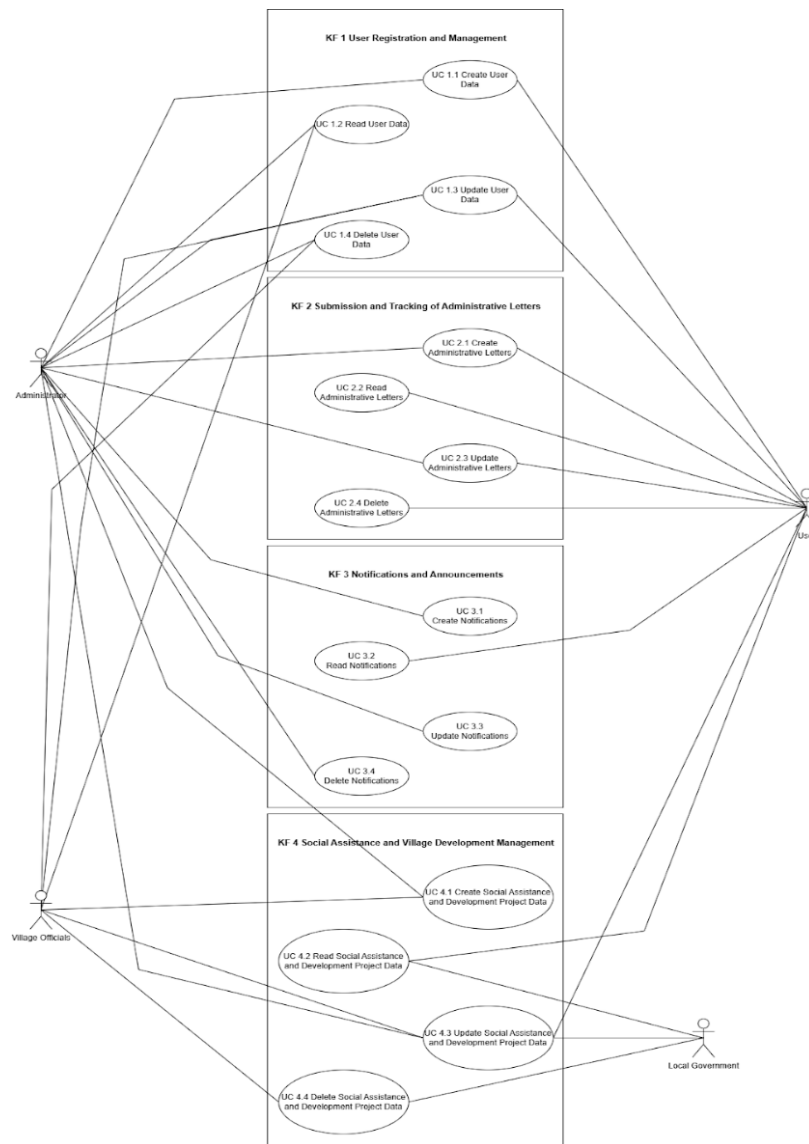 KF 1 User Registration and Management
UC 1.1 Create User
Data
UC 1.2 Read User Data
UC 1.3 Update User
Data
UC 1.4 Delete User
Data
KF 2 Submission and Tracking of Administrative Letters
UC 2.1 Create
Administrative Letters
UC 2.2 Read
Administrative Letters
UC 2.3 Update
Administrative Letters
UC 2.4 Delete
Administrative Letters
Administrator
Use
KF 3 Notifications and Announcements
UC 3.1
Create Notifications
UC 3.2
Read Notifications
UC 3.3
Update Notifications
UC 3.4
Delete Notifications
KF 4 Social Assistance and Village Development Management
UC 4.1 Create Social Assistance
and Development Project Data
Village Officials
UC 4.2 Read Social Assistance
and Development Project Data
UC 4.3 Update Social Assistance
and Development Project Data
Local Government
UC 4.4 Delete Social Assistance
and Development Project Data